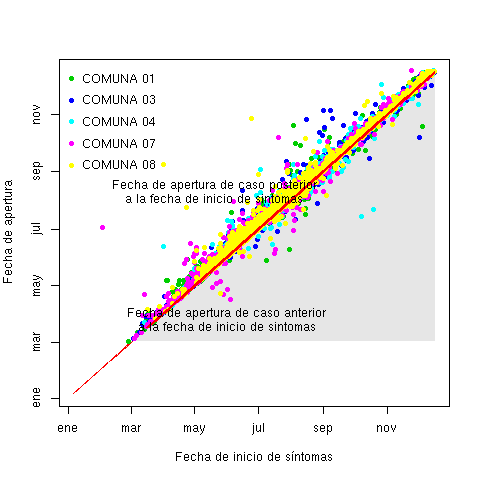 COMUNA 01
COMUNA 03
COMUNA 04
COMUNA 07
COMUNA 08
Fecha de apertura de caso posterior
a la fecha de inicio de sintomas
Fecha de apertura de caso anterior
a la fecha de inicio de sintomas
Fecha de apertura
ene
mar
may
jul
sep
nov
ene
mar
may
jul
sep
nov
Fecha de inicio de síntomas